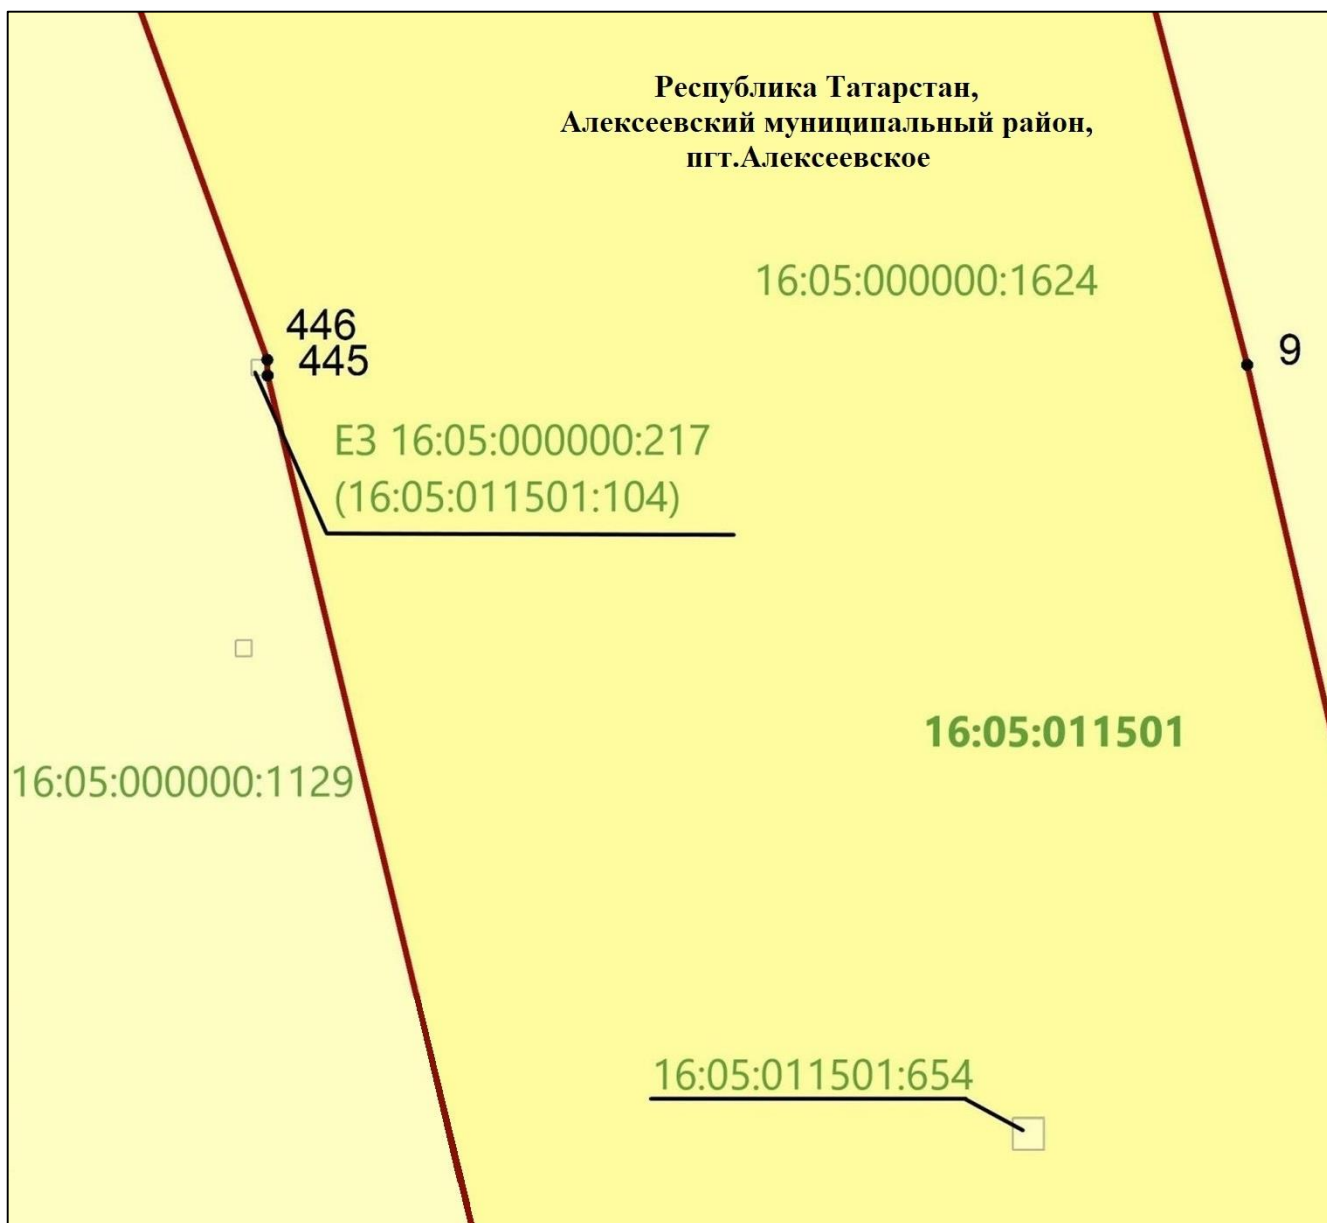 Республика Татарстан,
Алексеевский муниципальный район,
пгт.Алексеевское
16:05:000000:1624
446
445
9
ЕЗ 16:05:000000:217
(16:05:011501:104)
16:05:011501
16:05:000000:1129
16:05:011501:654